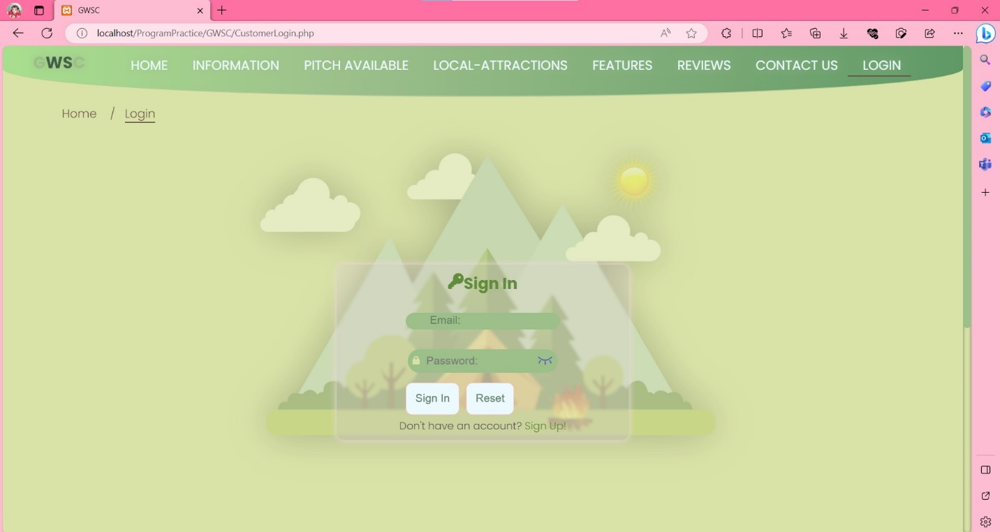 GWSC
localhost/ProgramPractice/GWSC/CustomerLogin.php
GWSC HOME INFORMATION PITCH AVAILABLE LOCAL-ATTRACTIONS FEATURES REVIEWS CONTACT US LOGIN
Home / Login
Sign In
Email:
Password:
Sign In Reset
Don't have an account? Sign Up!